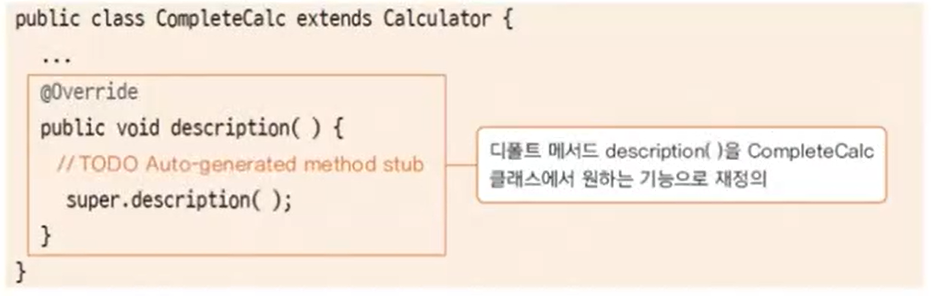 public class CompleteCalc extends Calculator {
...
@Override
public void description( ) {
// TODO Auto-generated method stub
super.description( );
}
}
디폴트 메서드 description( )을 CompleteCalc
클래스에서 원하는 기능으로 재정의